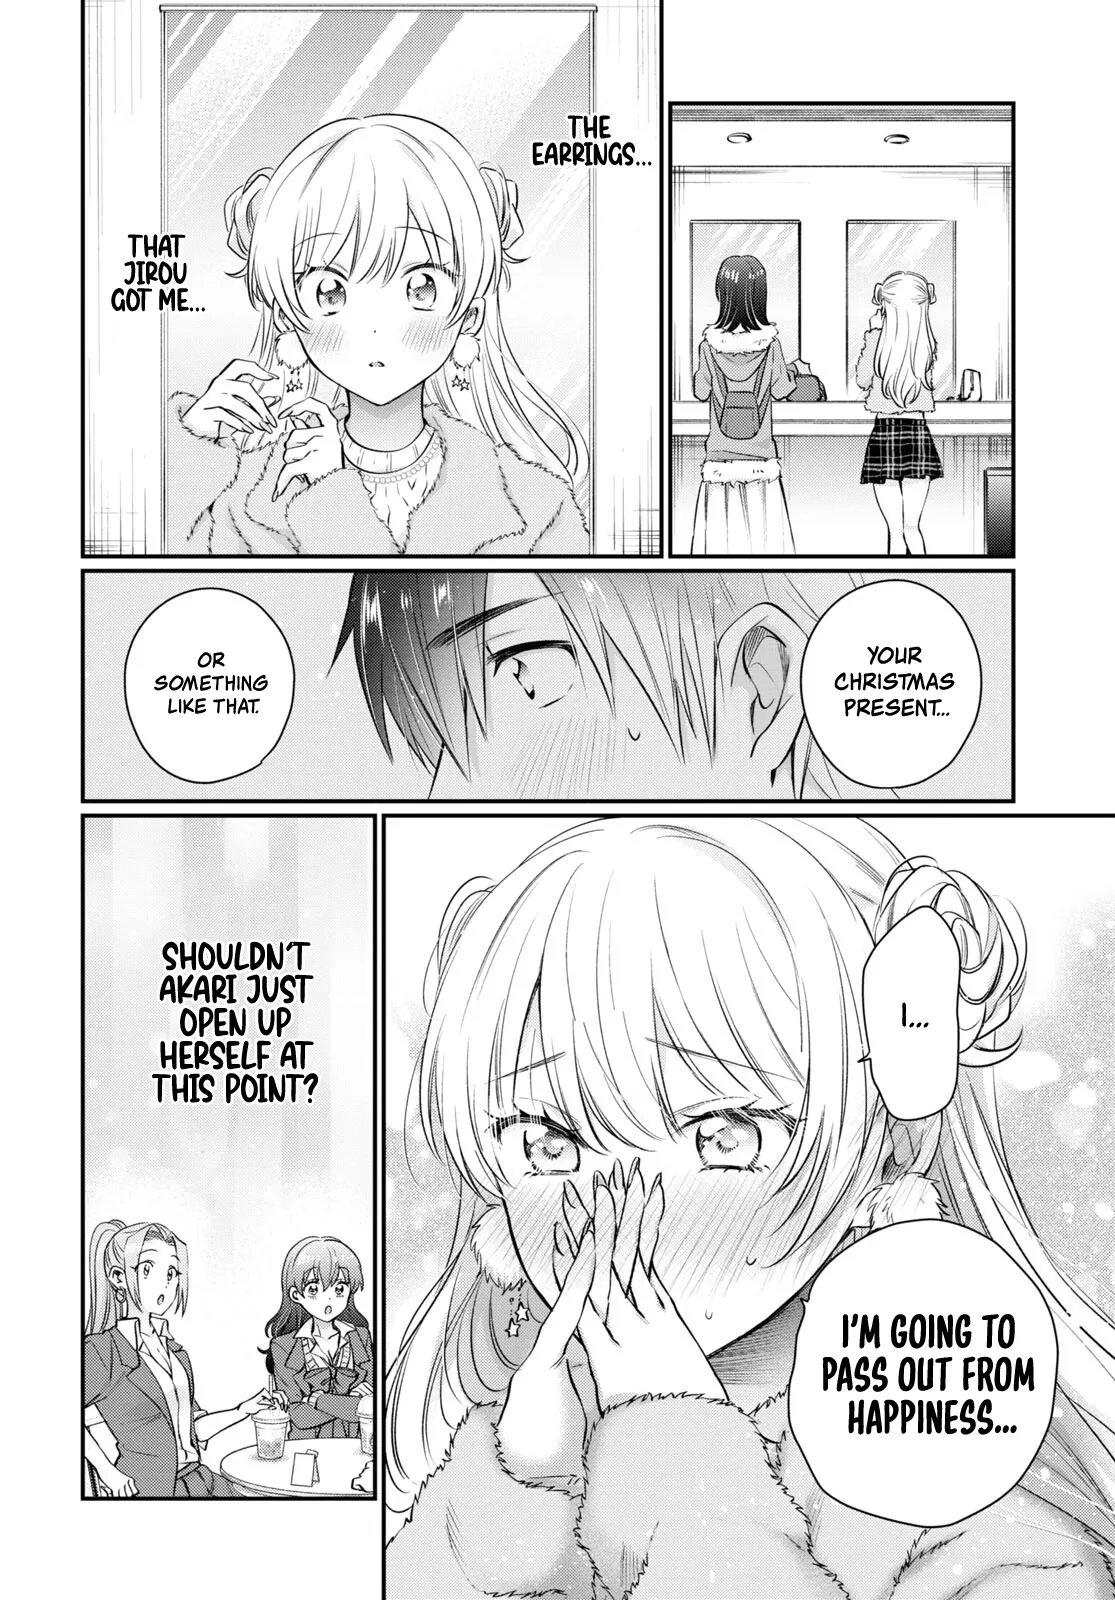 THE
EARRINGS...
THAT
JIROU
GOT ME...
YOUR
CHRISTMAS
PRESENT...
OR
SOMETHING
LIKE THAT.
I...
I'M GOING TO
PASS OUT FROM
HAPPINESS...
SHOULDN'T
AKARI JUST
OPEN UP
HERSELF AT
THIS POINT?